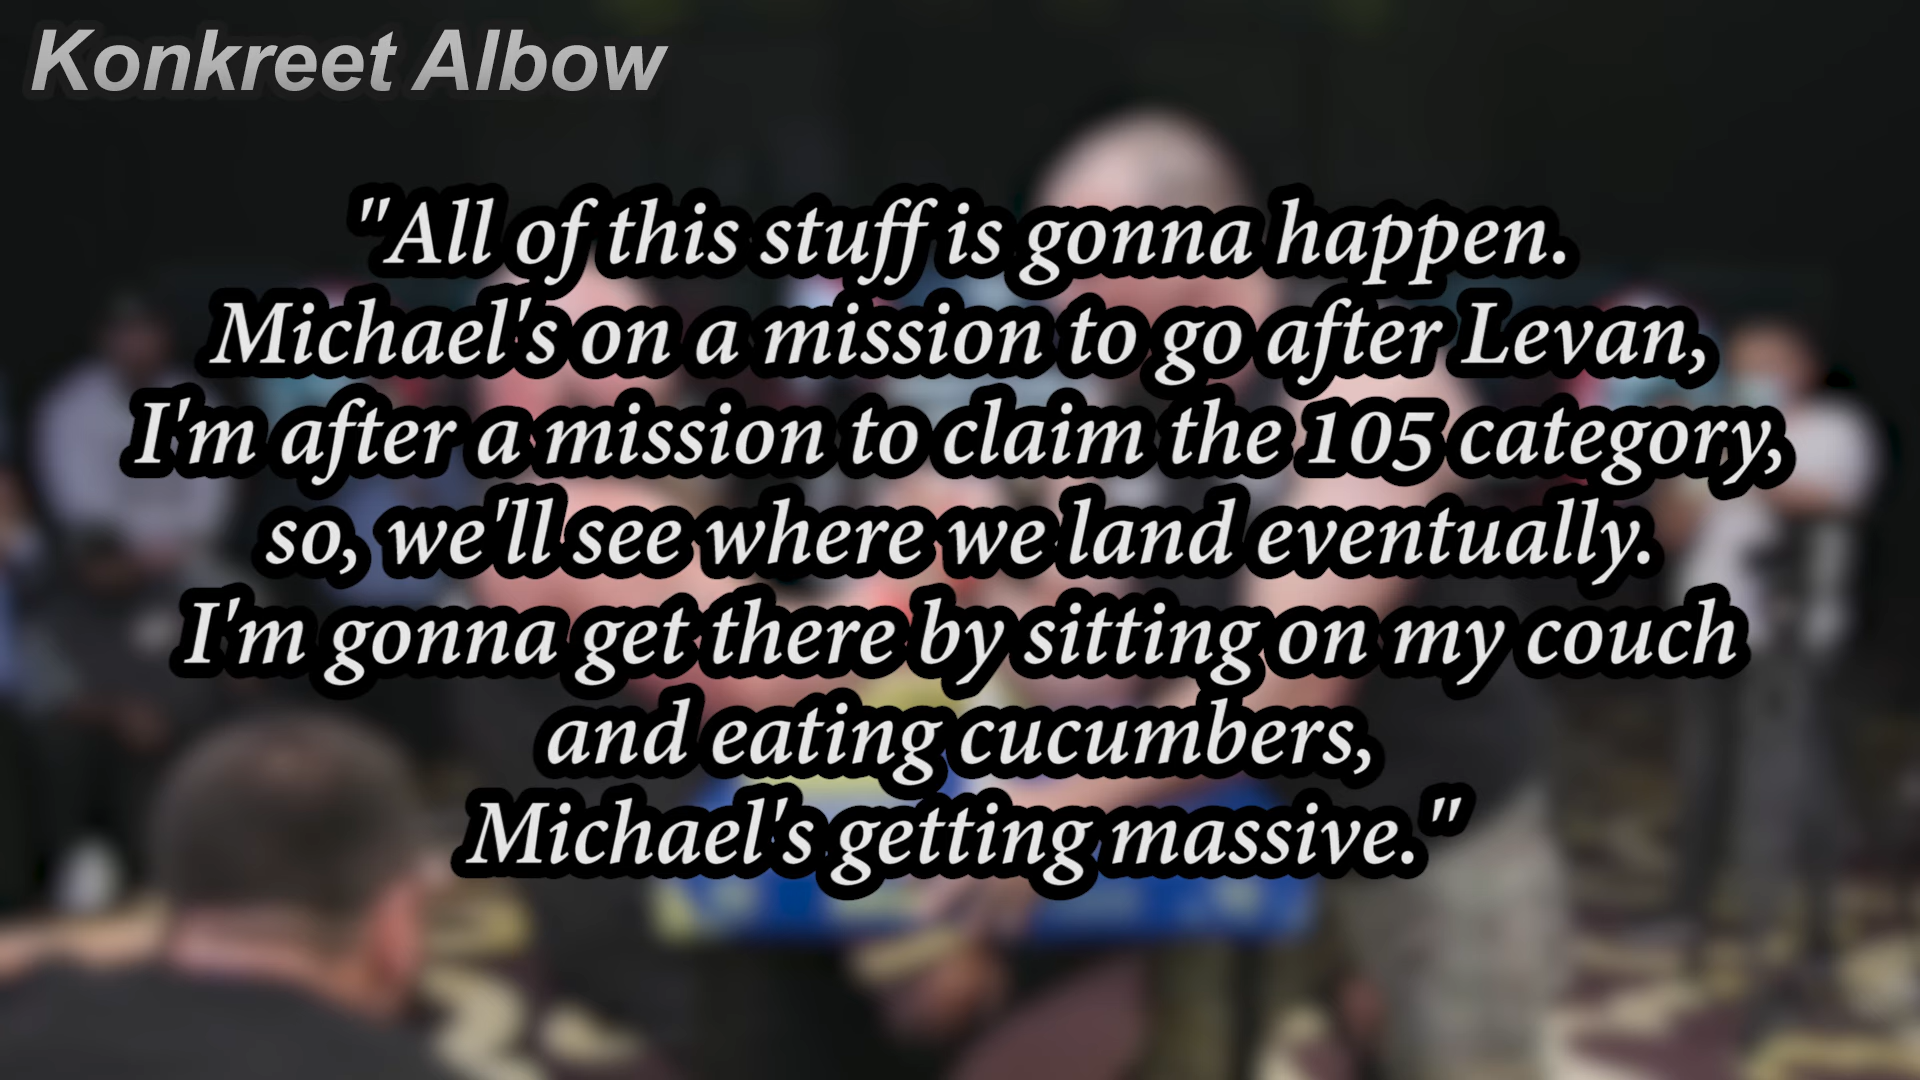 Konkreet Albow
"All of this stuff is gonna happen.
Michael's on a mission to go after Levan,
I'm after a mission to claim the 105 category,
so, we'll see where we land eventually.
I'm gonna get there by sitting on my couch
and eating cucumbers,
Michael's getting massive."